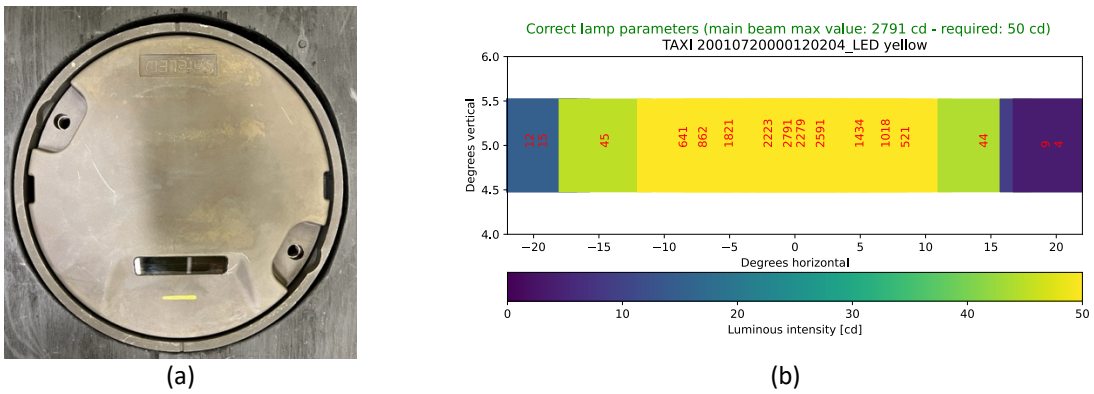 Correct lamp parameters (main beam max value: 2791 cd - required: 50 cd)
TAXI 20010720000120204_LED yellow
6.0
5.5
5.0
4.5
4.0
Degrees vertical
12
15
45
641
862
1821
2223
2791
2279
2591
1434
1018
521
44
9
4
−20 −15 −10 −5 0 5 10 15 20
Degrees horizontal
0 10 20 30 40 50
Luminous intensity [cd]
(a) (b)